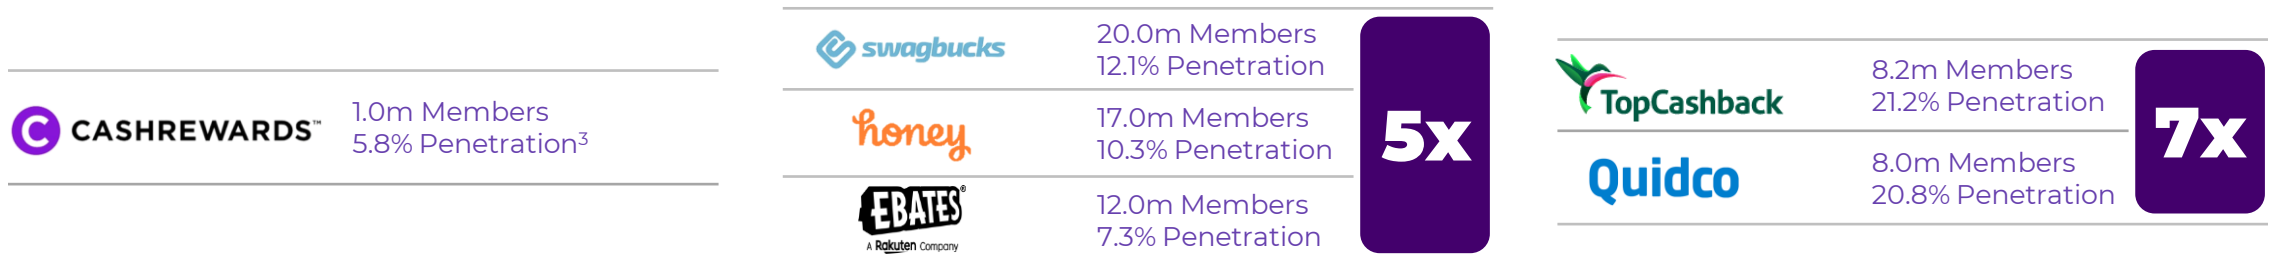 CASHREWARDS™
1.0m Members
5.8% Penetration³
swagbucks
20.0m Members
12.1% Penetration
honey
17.0m Members
10.3% Penetration
EBATES®
A Rakuten Company
12.0m Members
7.3% Penetration
5x
TopCashback
8.2m Members
21.2% Penetration
Quidco
8.0m Members
20.8% Penetration
7x